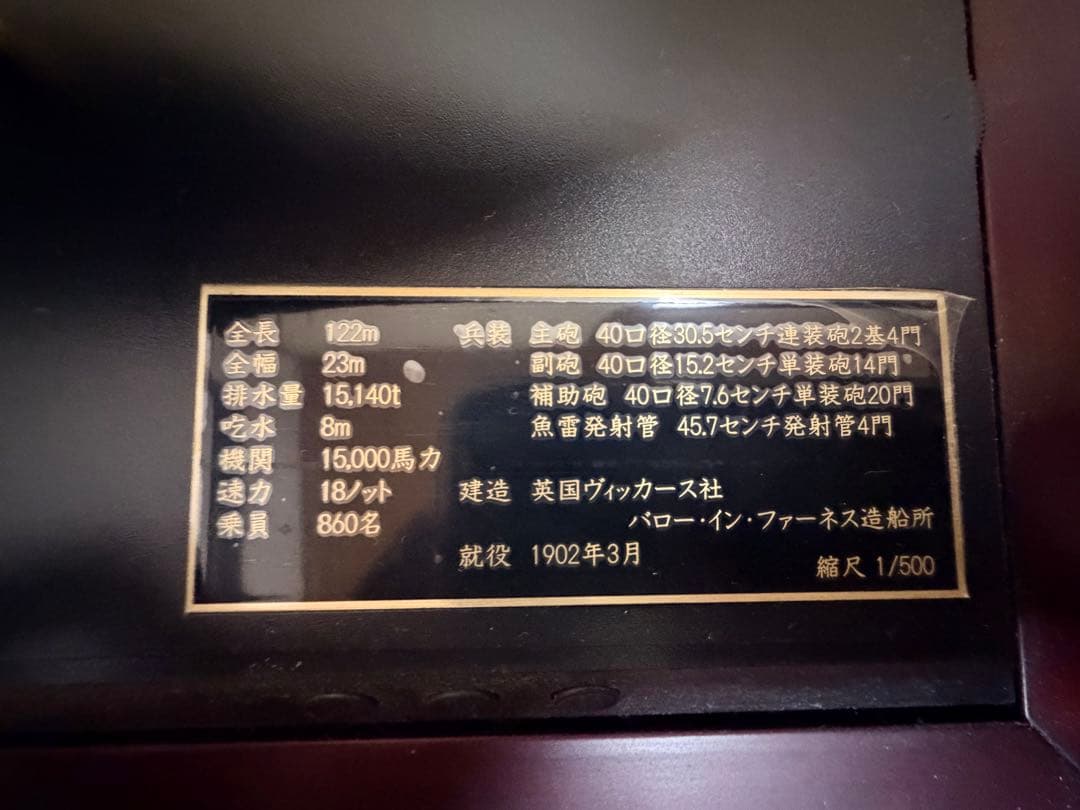 全長 122m
全幅 23m
排水量 15,140t
吃水 8m
機関 15,000馬力
速力 18ノット
乗員 860名
兵装 主砲 40口径30.5センチ連装砲2基4門
副砲 40口径15.2センチ単装砲14門
補助砲 40口径7.6センチ単装砲20門
魚雷発射管 45.7センチ発射管4門
建造 英国ヴィッカース社
バロー・イン・ファーネス造船所
就役 1902年3月
縮尺 1/500